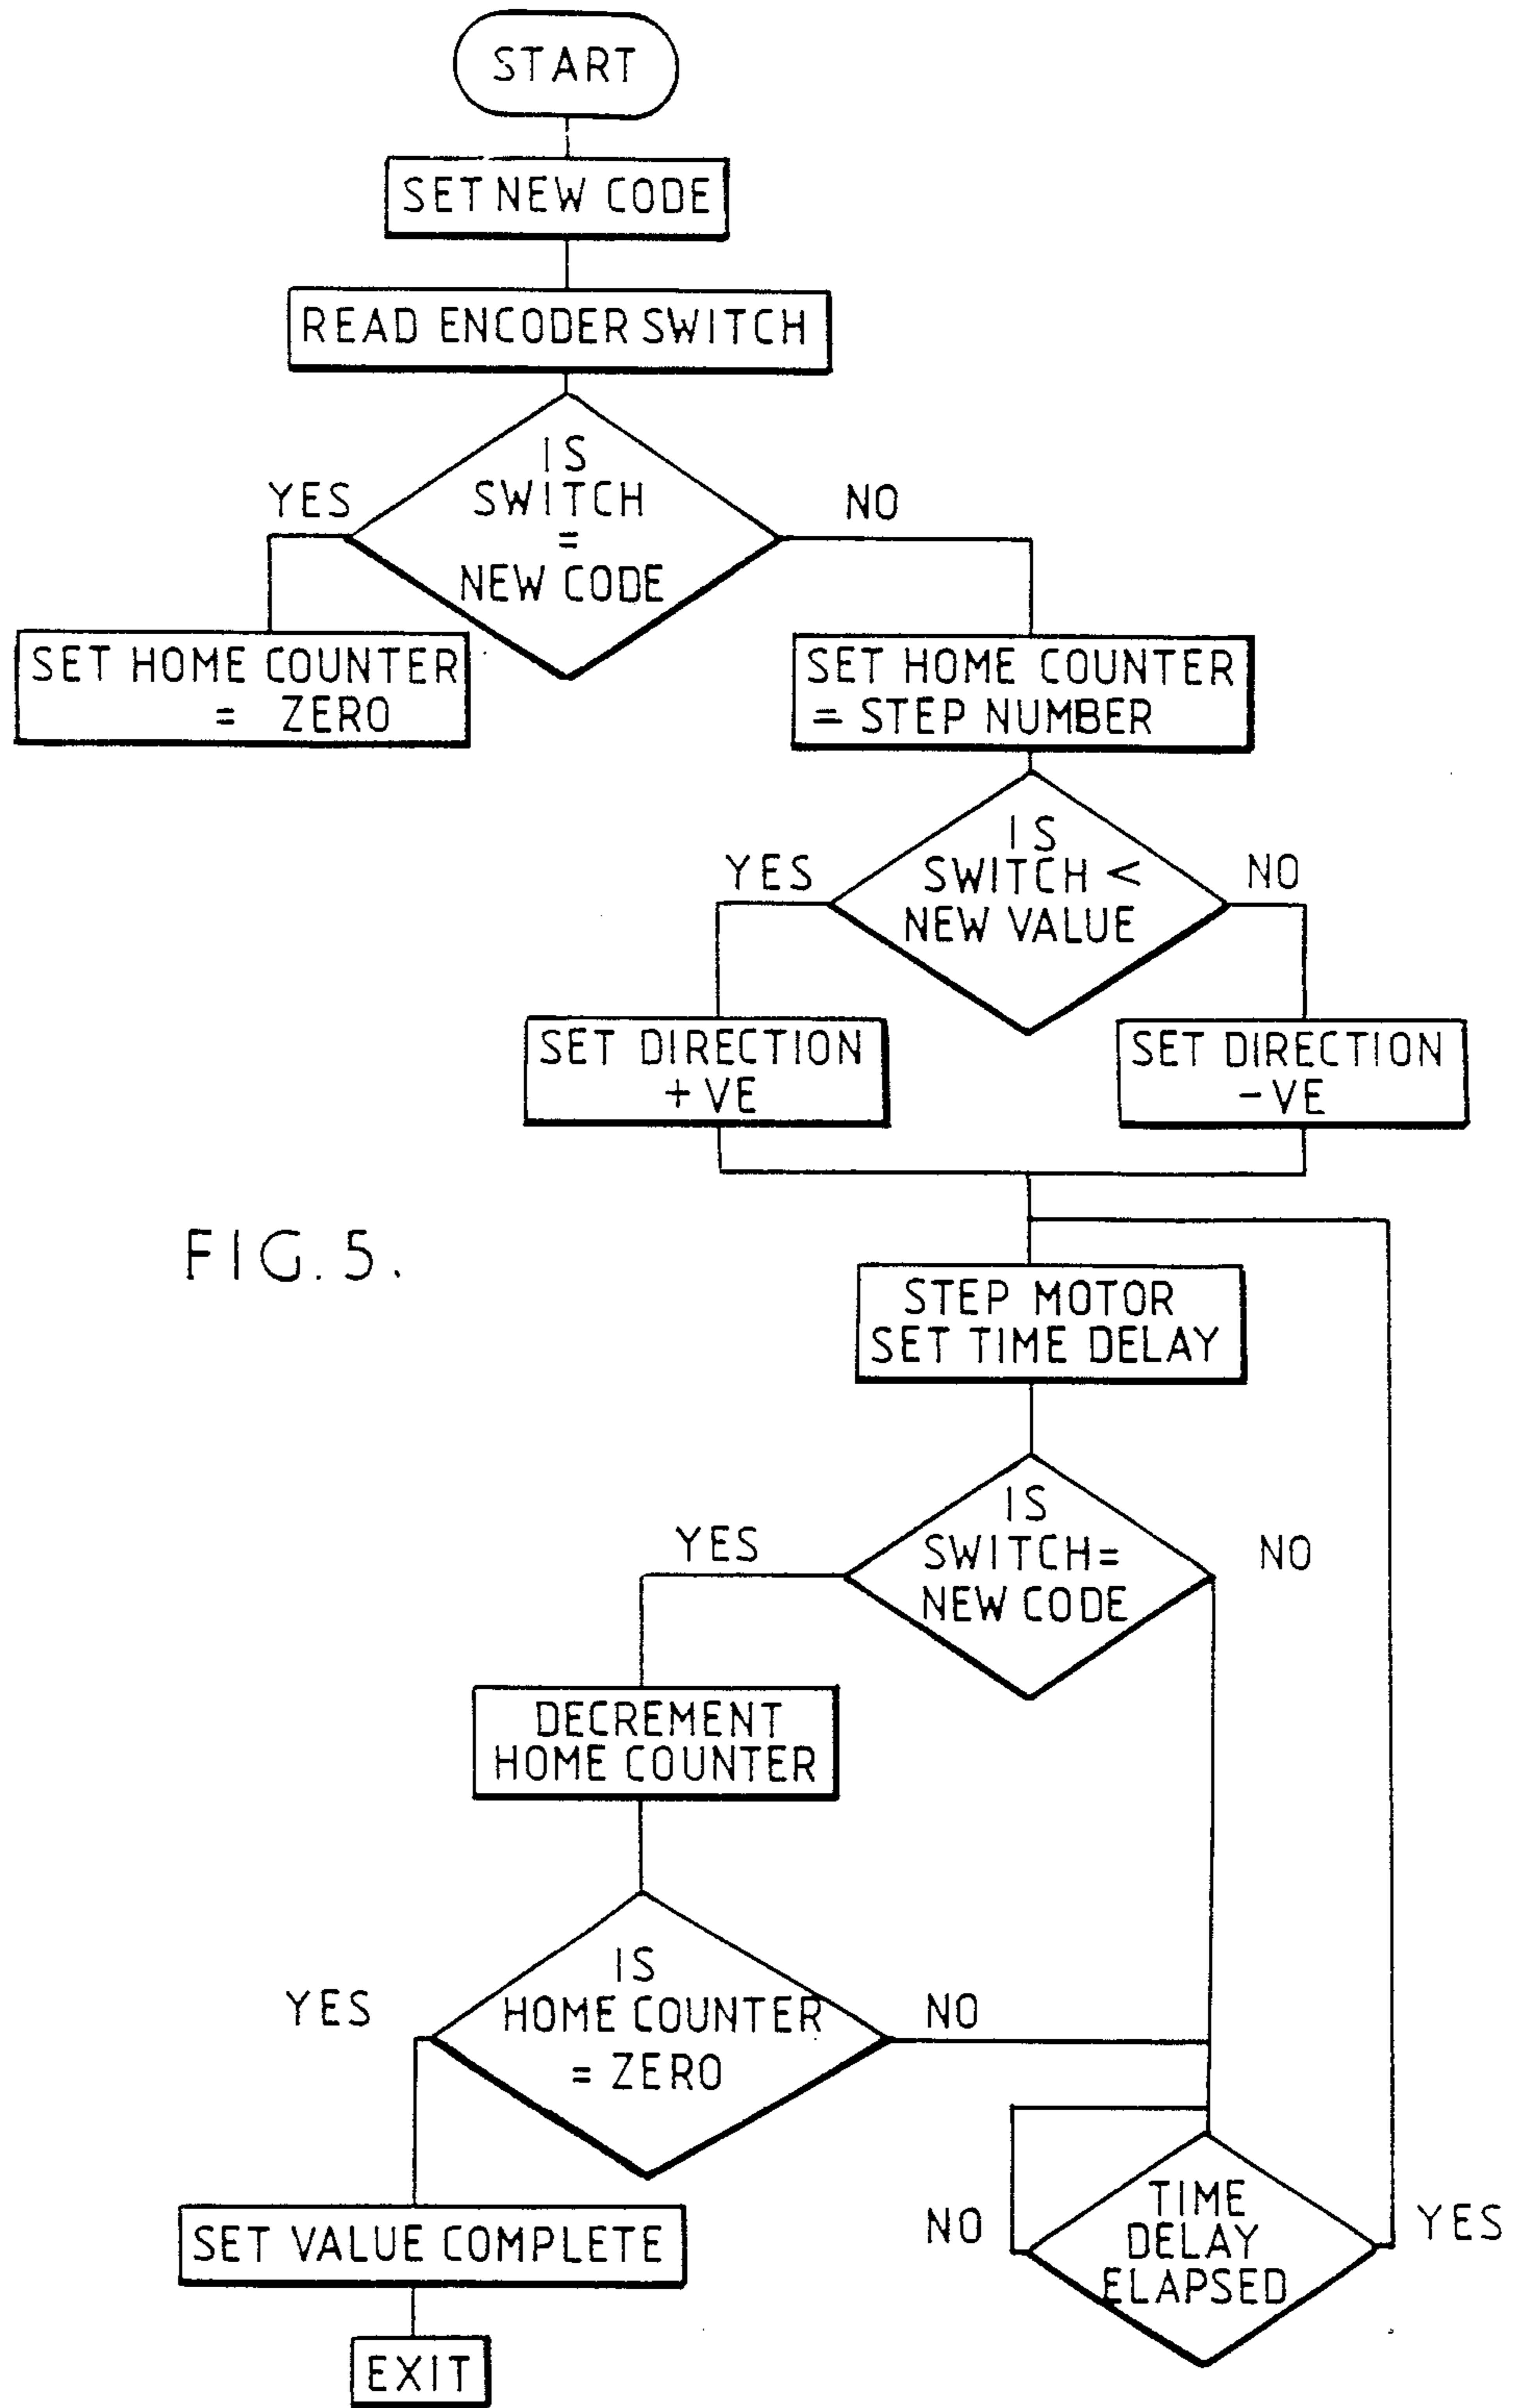 START
SET NEW CODE
READ ENCODER SWITCH
IS
SWITCH
=
NEW CODE
YES
NO
SET HOME COUNTER
= ZERO
SET HOME COUNTER
= STEP NUMBER
IS
SWITCH <
NEW VALUE
YES
NO
SET DIRECTION
+ VE
SET DIRECTION
- VE
FIG. 5.
STEP MOTOR
SET TIME DELAY
IS
SWITCH =
NEW CODE
YES
NO
DECREMENT
HOME COUNTER
IS
HOME COUNTER
= ZERO
YES
NO
TIME
DELAY
ELAPSED
NO
YES
SET VALUE COMPLETE
EXIT